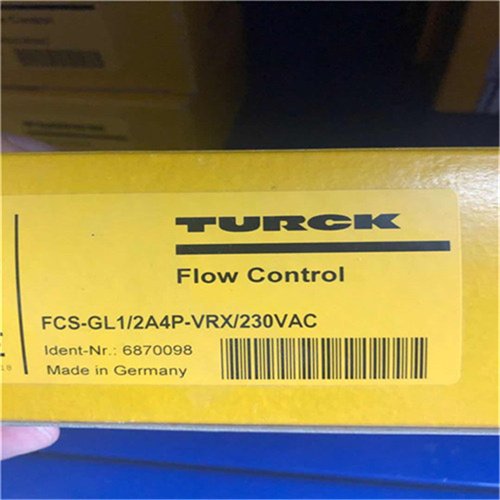 TURCK
Flow Control
FCS-GL1/2A4P-VRX/230VAC
Ident-Nr.: 6870098
Made in Germany